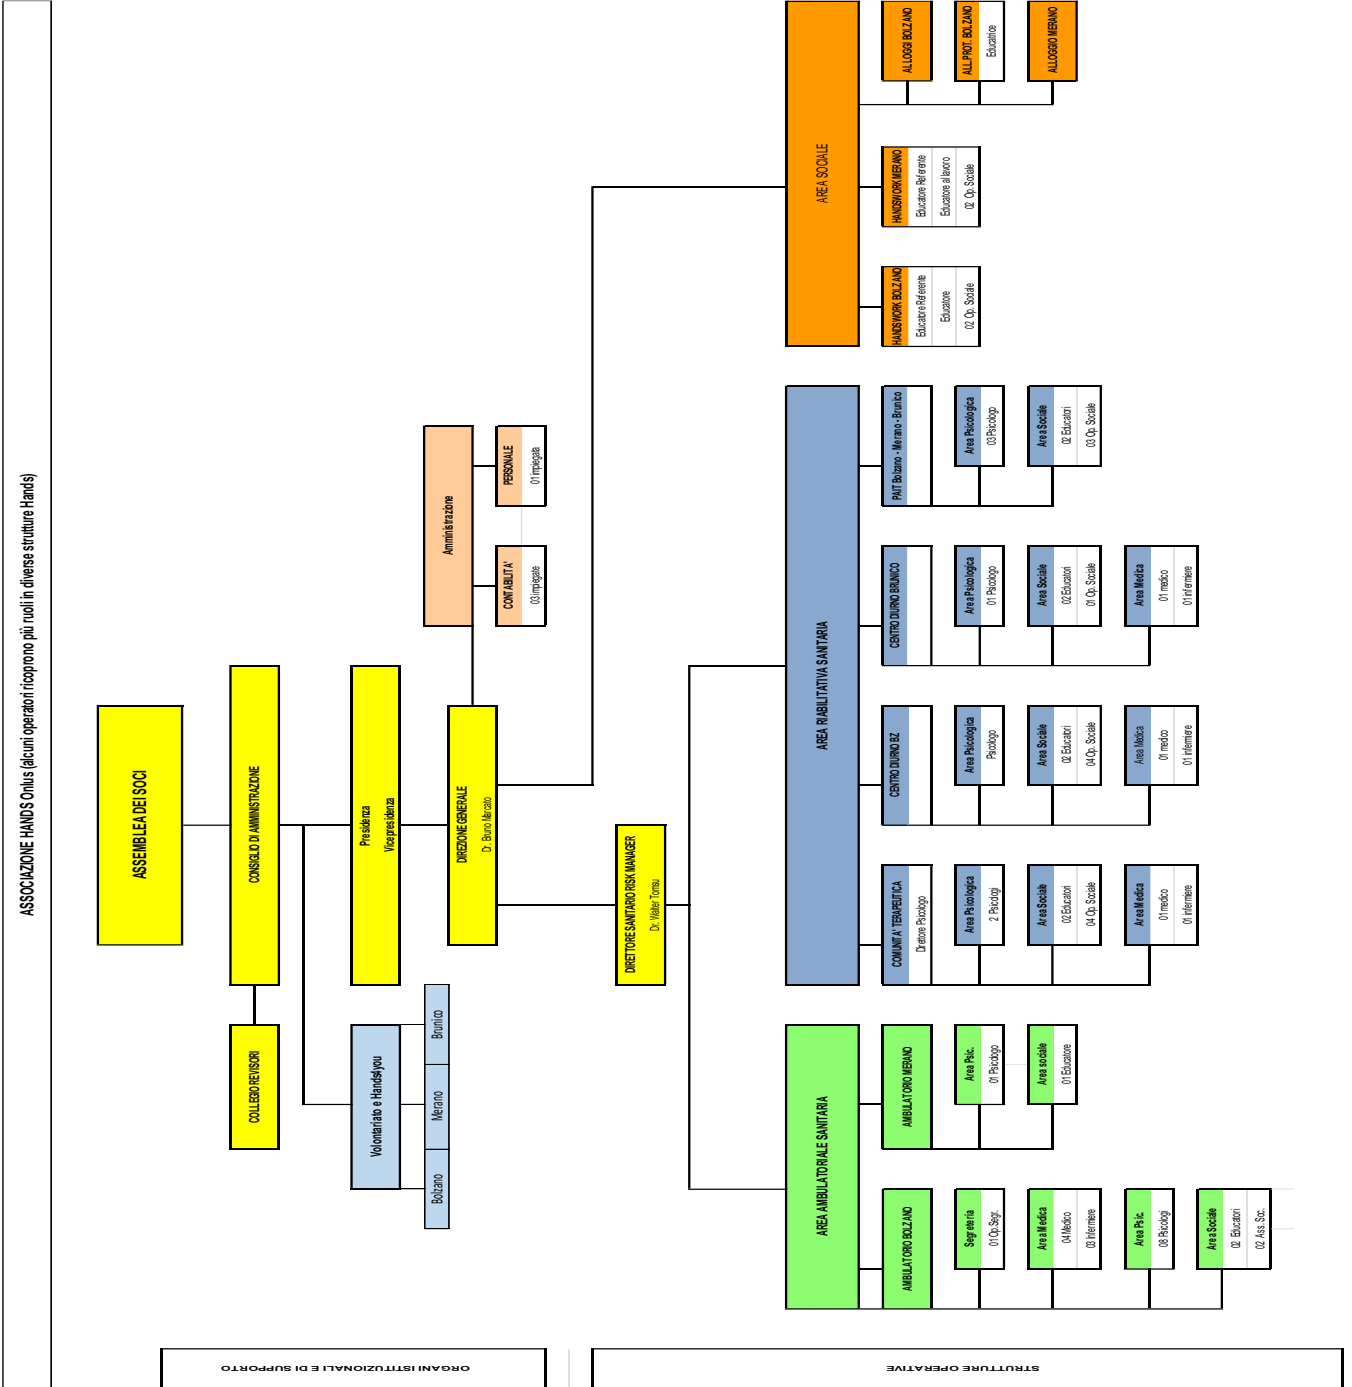 ASSOCIAZIONE HANDS Onlus (alcuni operatori ricoprono più ruoli in diverse strutture Hands)
ORGANI ISTITUZIONALI E DI SUPPORTO
ASSEMBLEA DEI SOCI
COLLEGIO REVISORI
CONSIGLIO DI AMMINISTRAZIONE
Volontariato e Hands4you
Bolzano
Merano
Brunico
Presidenza
Vicepresidenza
DIREZIONE GENERALE
Dr. Bruno Marcato
Amministrazione
CONTABILITA'
03 impiegate
PERSONALE
01 impiegata
STRUTTURE OPERATIVE
DIRETTORE SANITARIO RISK MANAGER
Dr. Walter Tomsu
AREA AMBULATORIALE SANITARIA
AMBULATORIO BOLZANO
Segreteria
01 Op.Segr.
Area Medica
04 Medico
03 Infermiere
Area Psic.
08 Psicologi
Area Sociale
02 Educatori
02 Ass. Soc.
AMBULATORIO MERANO
Area Psic.
01 Psicologo
Area sociale
01 Educatore
AREA RIABILITATIVA SANITARIA
COMUNITA' TERAPEUTICA
Direttore Psicologo
Area Psicologica
2 Psicologi
Area Sociale
02 Educatori
04 Op. Sociale
Area Medica
01 medico
01 infermiere
CENTRO DIURNO BZ
Area Psicologica
Psicologo
Area Sociale
02 Educatori
04 Op. Sociale
Area Medica
01 medico
01 infermiere
CENTRO DIURNO BRUNICO
Area Psicologica
01 Psicologo
Area Sociale
02 Educatori
01 Op. Sociale
Area Medica
01 medico
01 infermiere
PAIT Bolzano - Merano - Brunico
Area Psicologica
03 Psicologo
Area Sociale
02 Educatori
03 Op. Sociale
AREA SOCIALE
HANDSWORK BOLZANO
Educatore Referente
Educatore
02 Op. Sociale
HANDSWORK MERANO
Educatore Referente
Educatore al lavoro
02 Op. Sociale
ALLOGGI BOLZANO
ALL.PROT. BOLZANO
Educatrice
ALLOGGIO MERANO